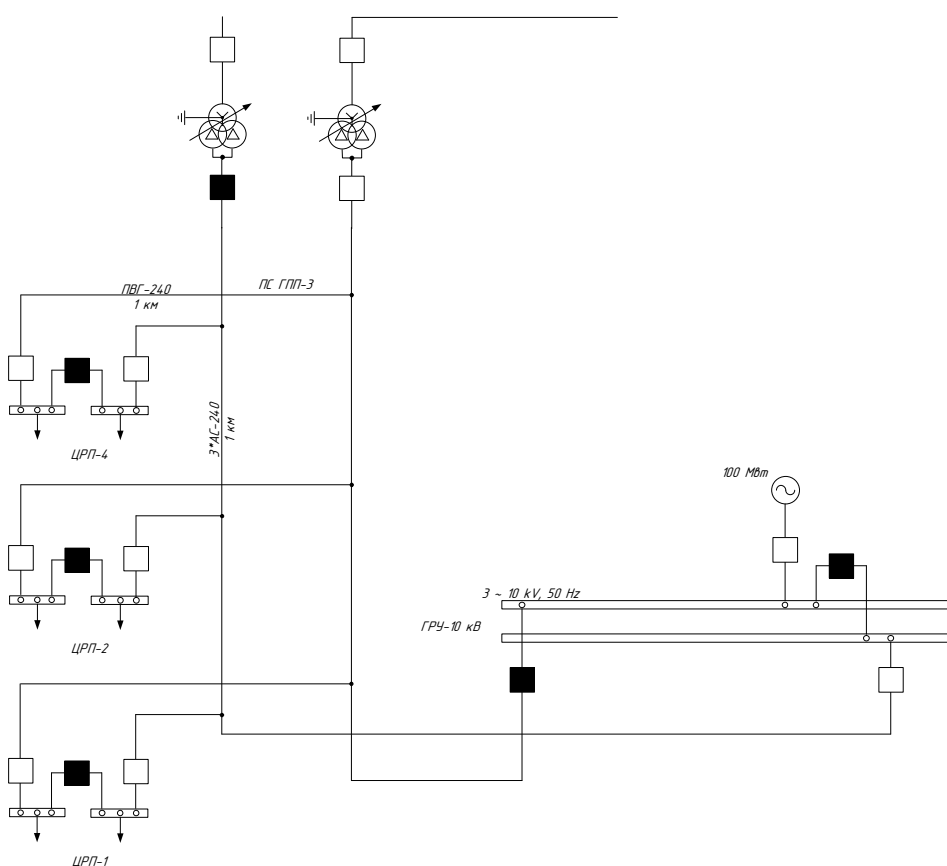 ПВГ-240
1 км
ПС ГПП-3
3*АС-240
1 км
ЦРП-4
100 Мвт
3 ~ 10 kV, 50 Hz
ГРУ-10 кВ
ЦРП-2
ЦРП-1